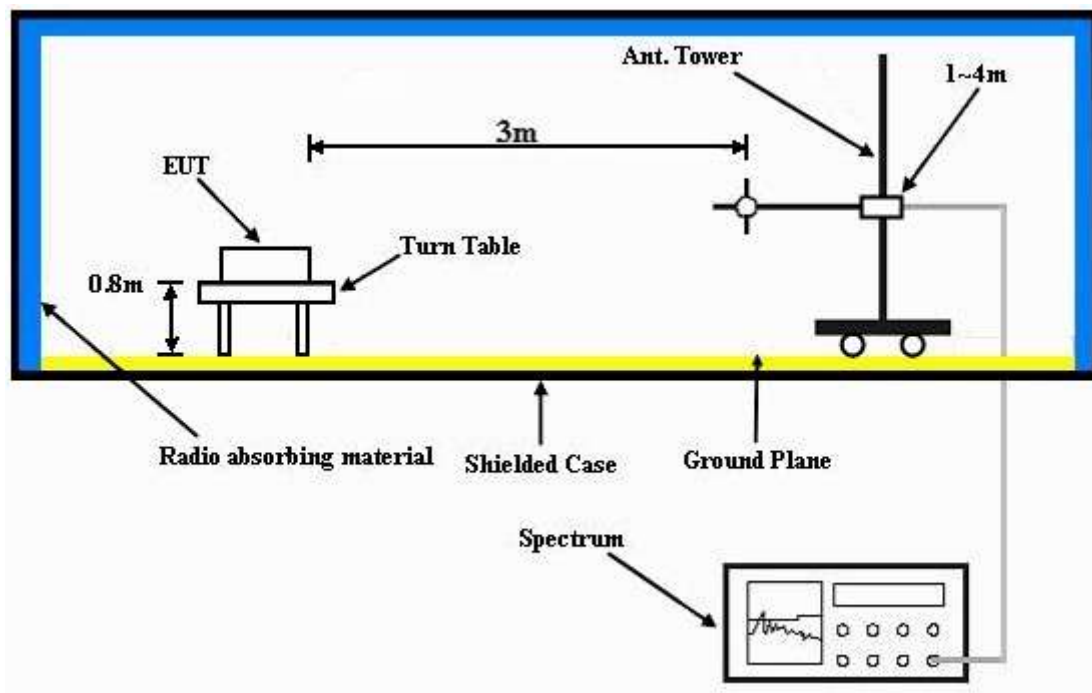 Ant. Tower
1~4m
3m
EUT
Turn Table
0.8m
Radio absorbing material
Shielded Case
Ground Plane
Spectrum